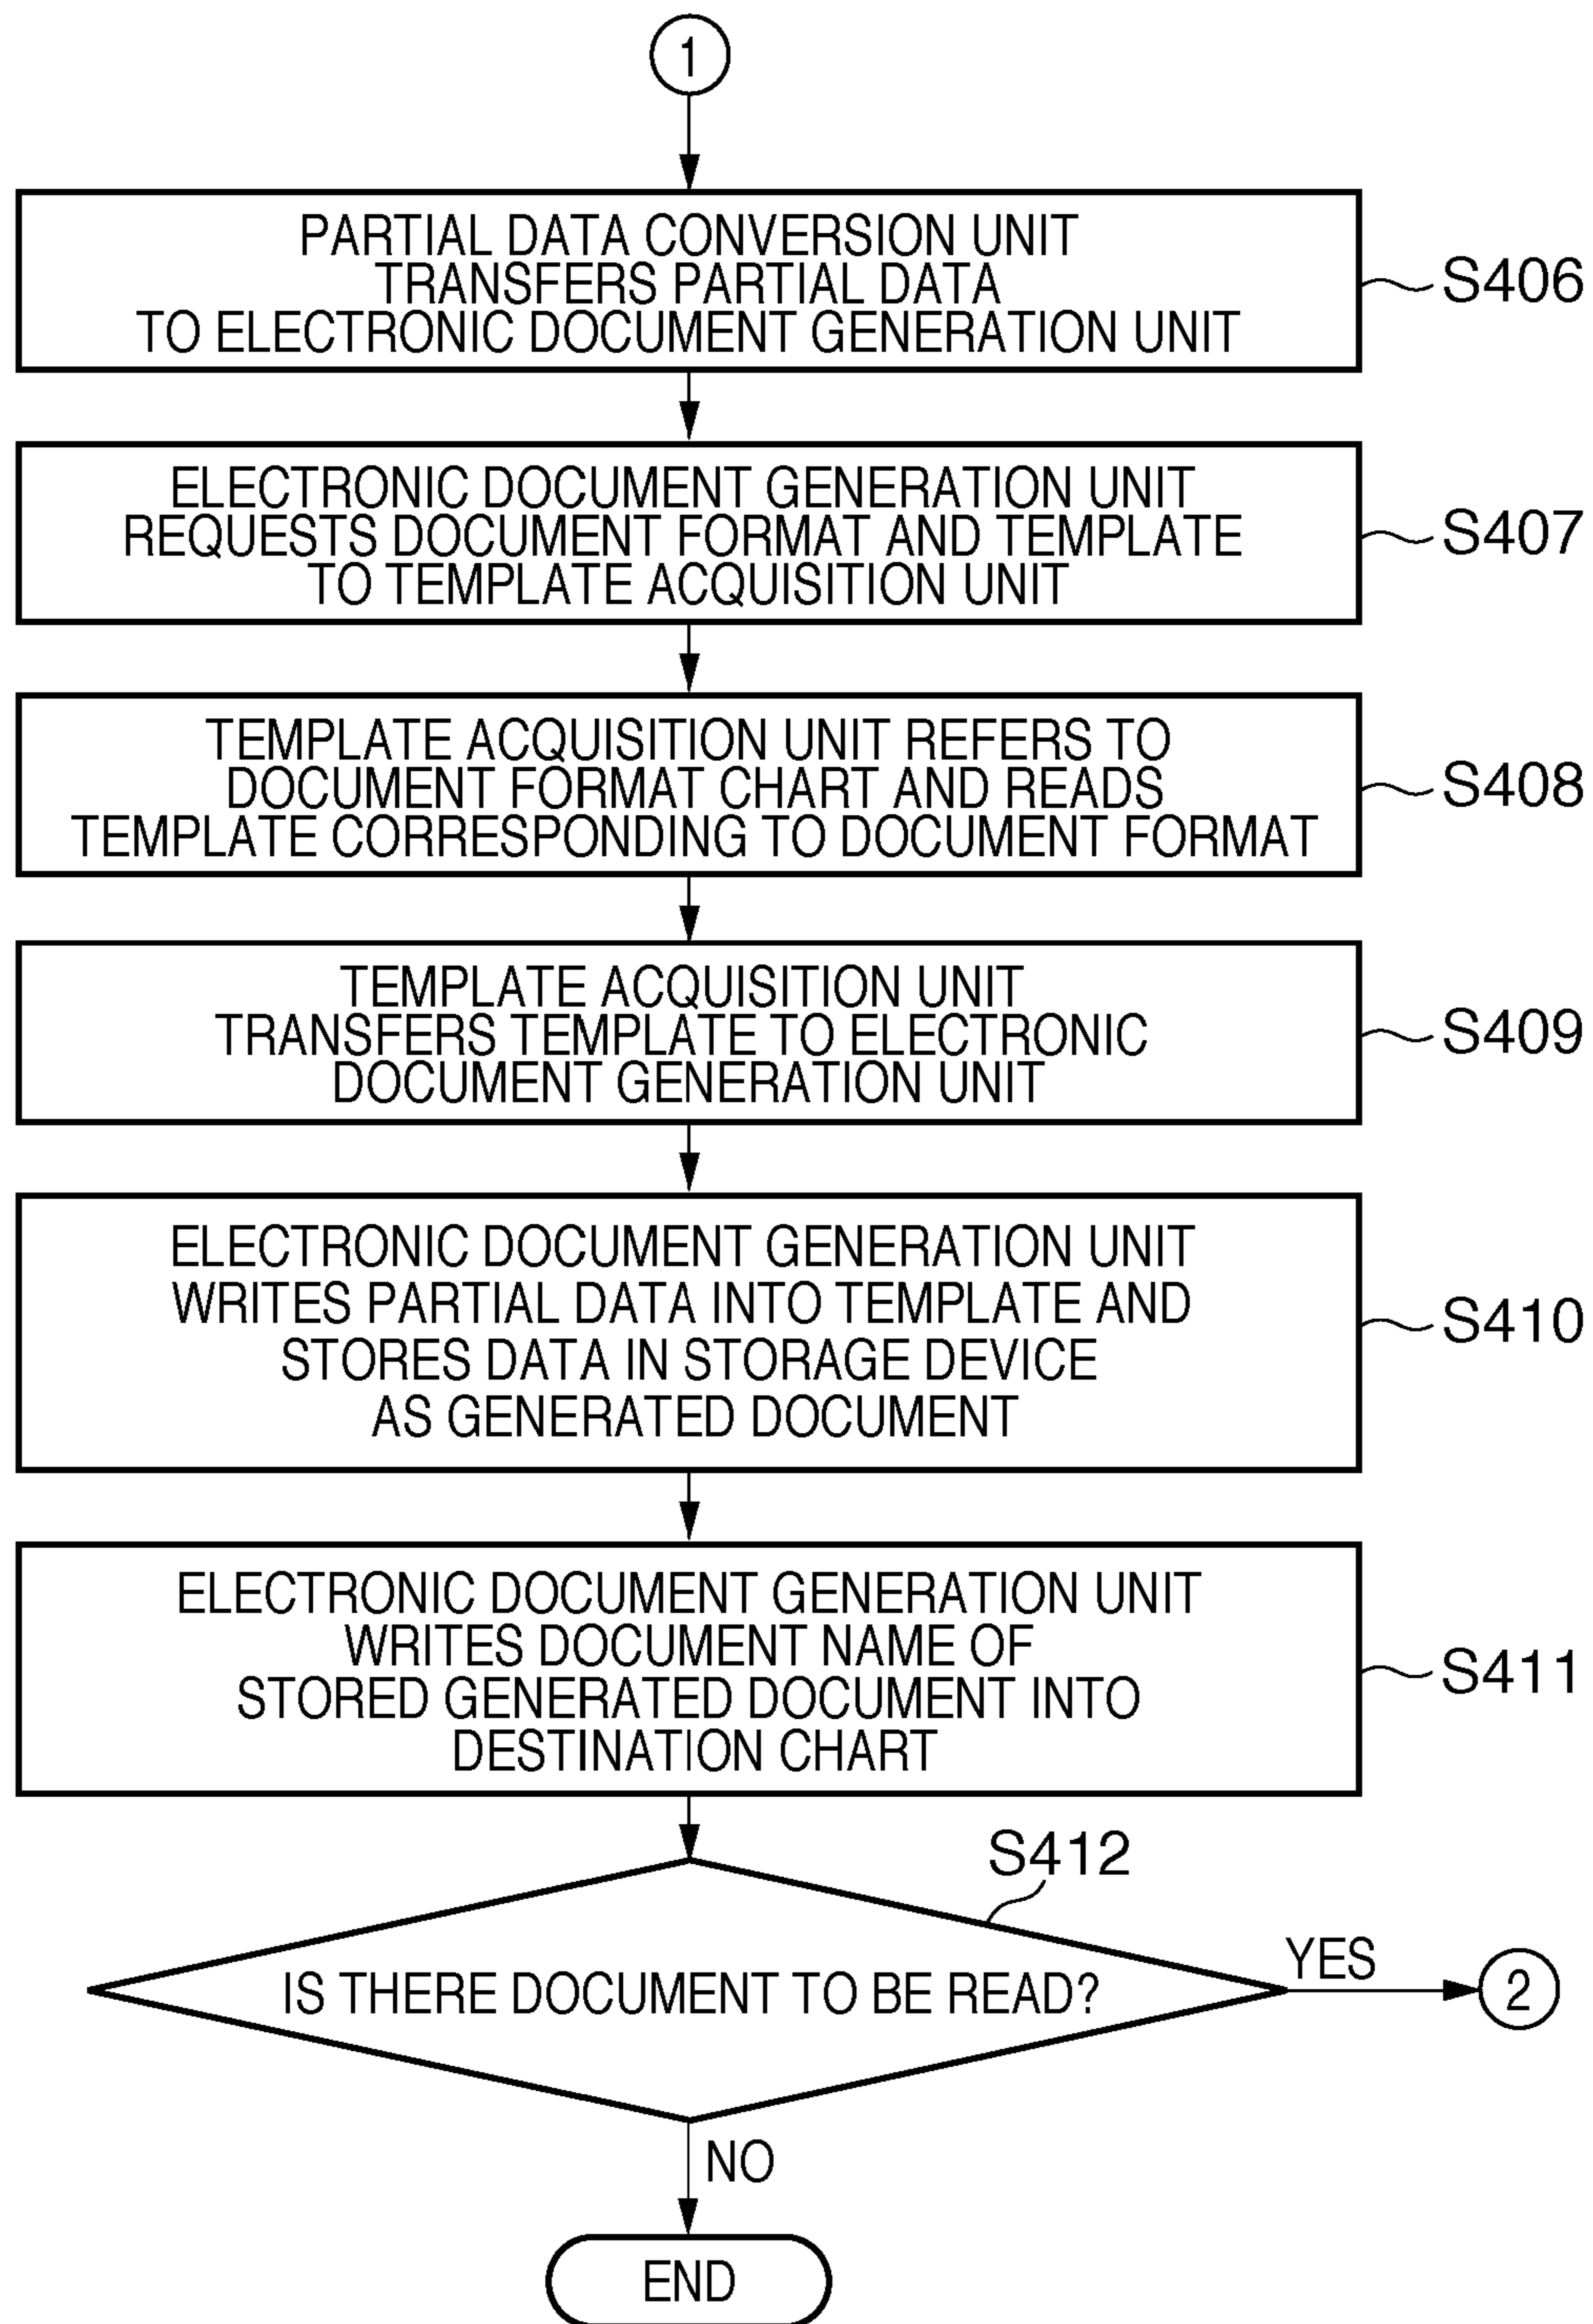 1
PARTIAL DATA CONVERSION UNIT
TRANSFERS PARTIAL DATA
TO ELECTRONIC DOCUMENT GENERATION UNIT
S406
ELECTRONIC DOCUMENT GENERATION UNIT
REQUESTS DOCUMENT FORMAT AND TEMPLATE
TO TEMPLATE ACQUISITION UNIT
S407
TEMPLATE ACQUISITION UNIT REFERS TO
DOCUMENT FORMAT CHART AND READS
TEMPLATE CORRESPONDING TO DOCUMENT FORMAT
S408
TEMPLATE ACQUISITION UNIT
TRANSFERS TEMPLATE TO ELECTRONIC
DOCUMENT GENERATION UNIT
S409
ELECTRONIC DOCUMENT GENERATION UNIT
WRITES PARTIAL DATA INTO TEMPLATE AND
STORES DATA IN STORAGE DEVICE
AS GENERATED DOCUMENT
S410
ELECTRONIC DOCUMENT GENERATION UNIT
WRITES DOCUMENT NAME OF
STORED GENERATED DOCUMENT INTO
DESTINATION CHART
S411
S412
IS THERE DOCUMENT TO BE READ?
YES
2
NO
END